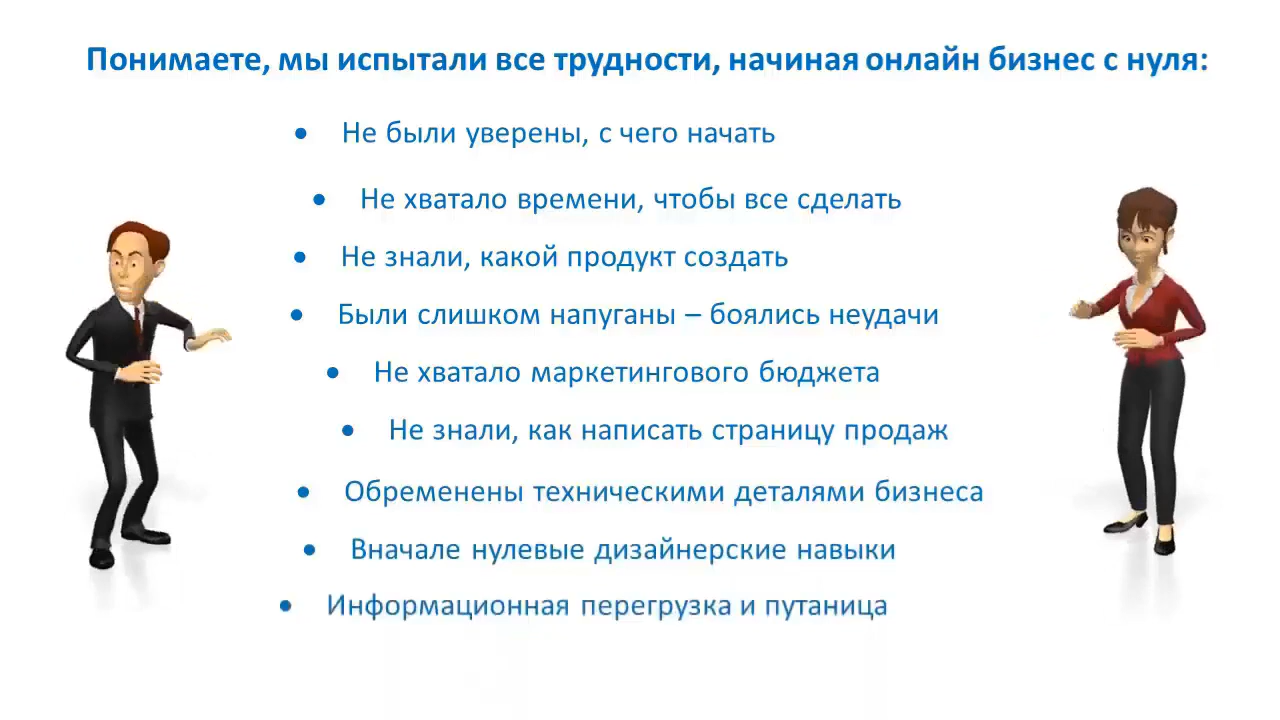 Понимаете, мы испытали все трудности, начиная онлайн бизнес с нуля:
• Не были уверены, с чего начать
• Не хватало времени, чтобы все сделать
• Не знали, какой продукт создать
• Были слишком напуганы – боялись неудачи
• Не хватало маркетингового бюджета
• Не знали, как написать страницу продаж
• Обременены техническими деталями бизнеса
• Вначале нулевые дизайнерские навыки
• Информационная перегрузка и путаница